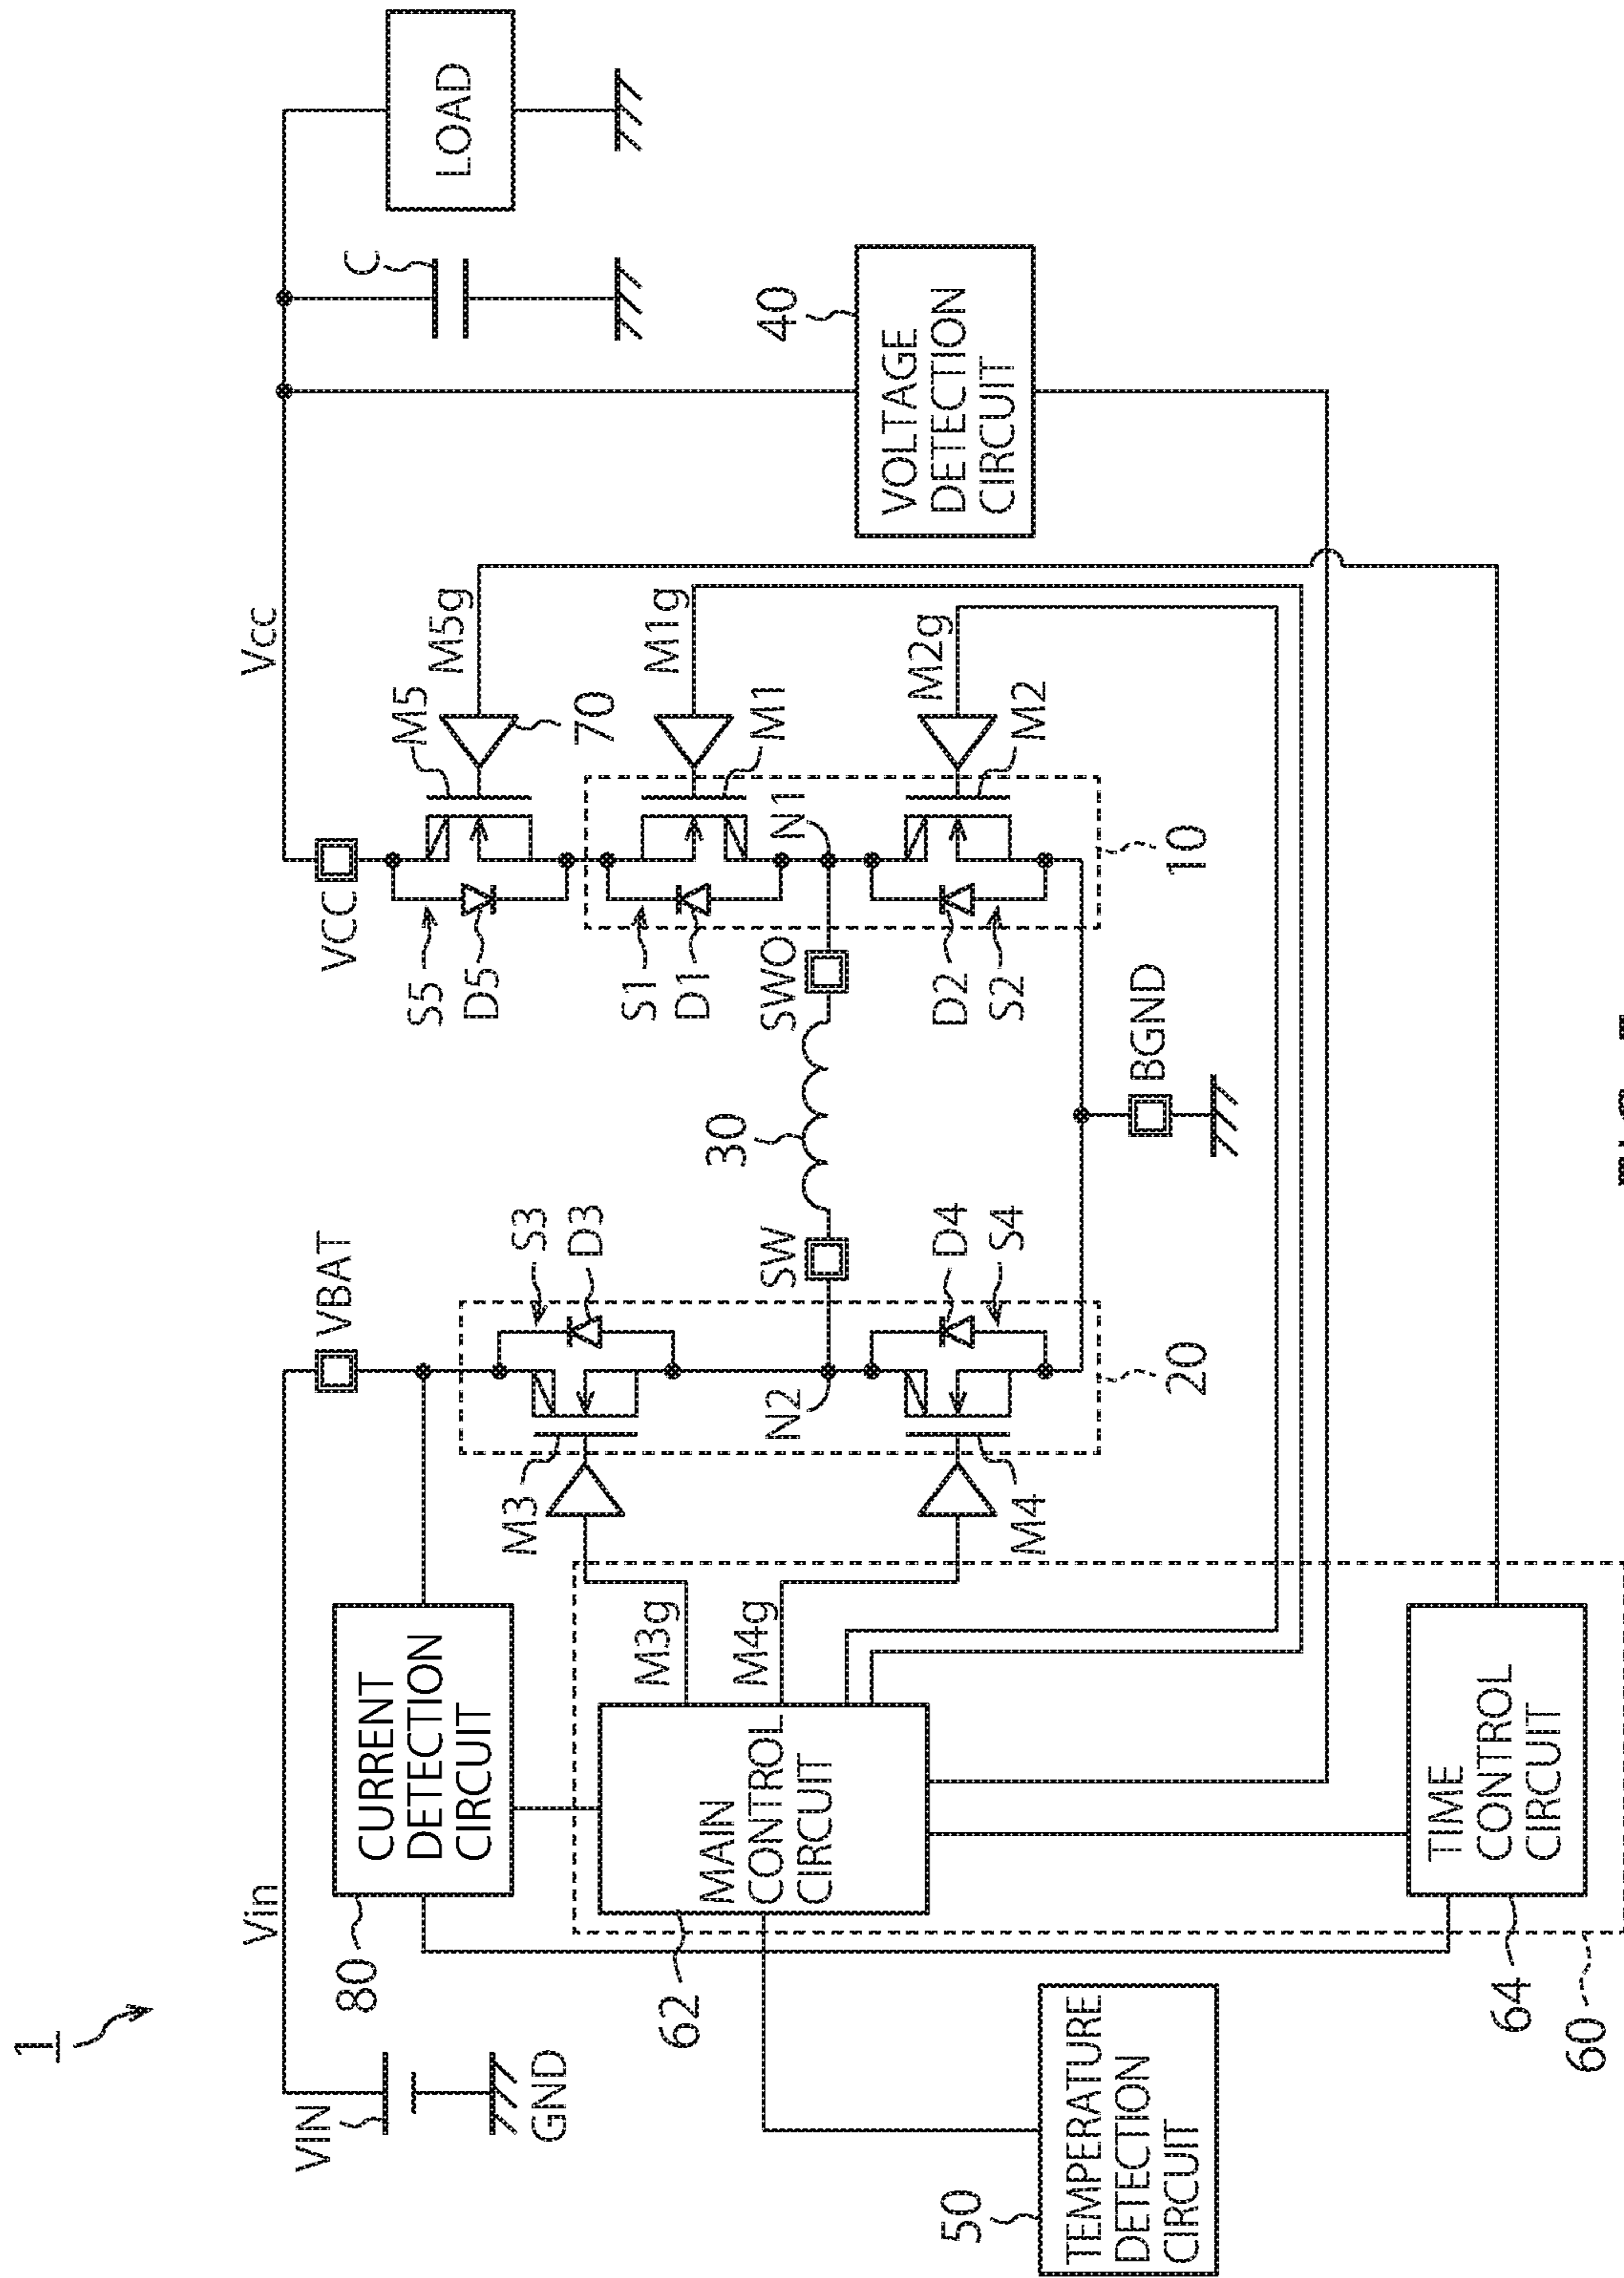 1
Vin
Vcc
VIN
GND
80
CURRENT
DETECTION
CIRCUIT
VBAT
VCC
S5
D5
M5
M5g
70
C
LOAD
M3
S3
D3
M3g
S1
D1
M1
M1g
62
MAIN
CONTROL
CIRCUIT
M4g
N2
SW
30
SWO
N1
40
VOLTAGE
DETECTION
CIRCUIT
M4
D4
S4
D2
S2
M2
M2g
50
TEMPERATURE
DETECTION
CIRCUIT
20
BGND
10
64
TIME
CONTROL
CIRCUIT
60